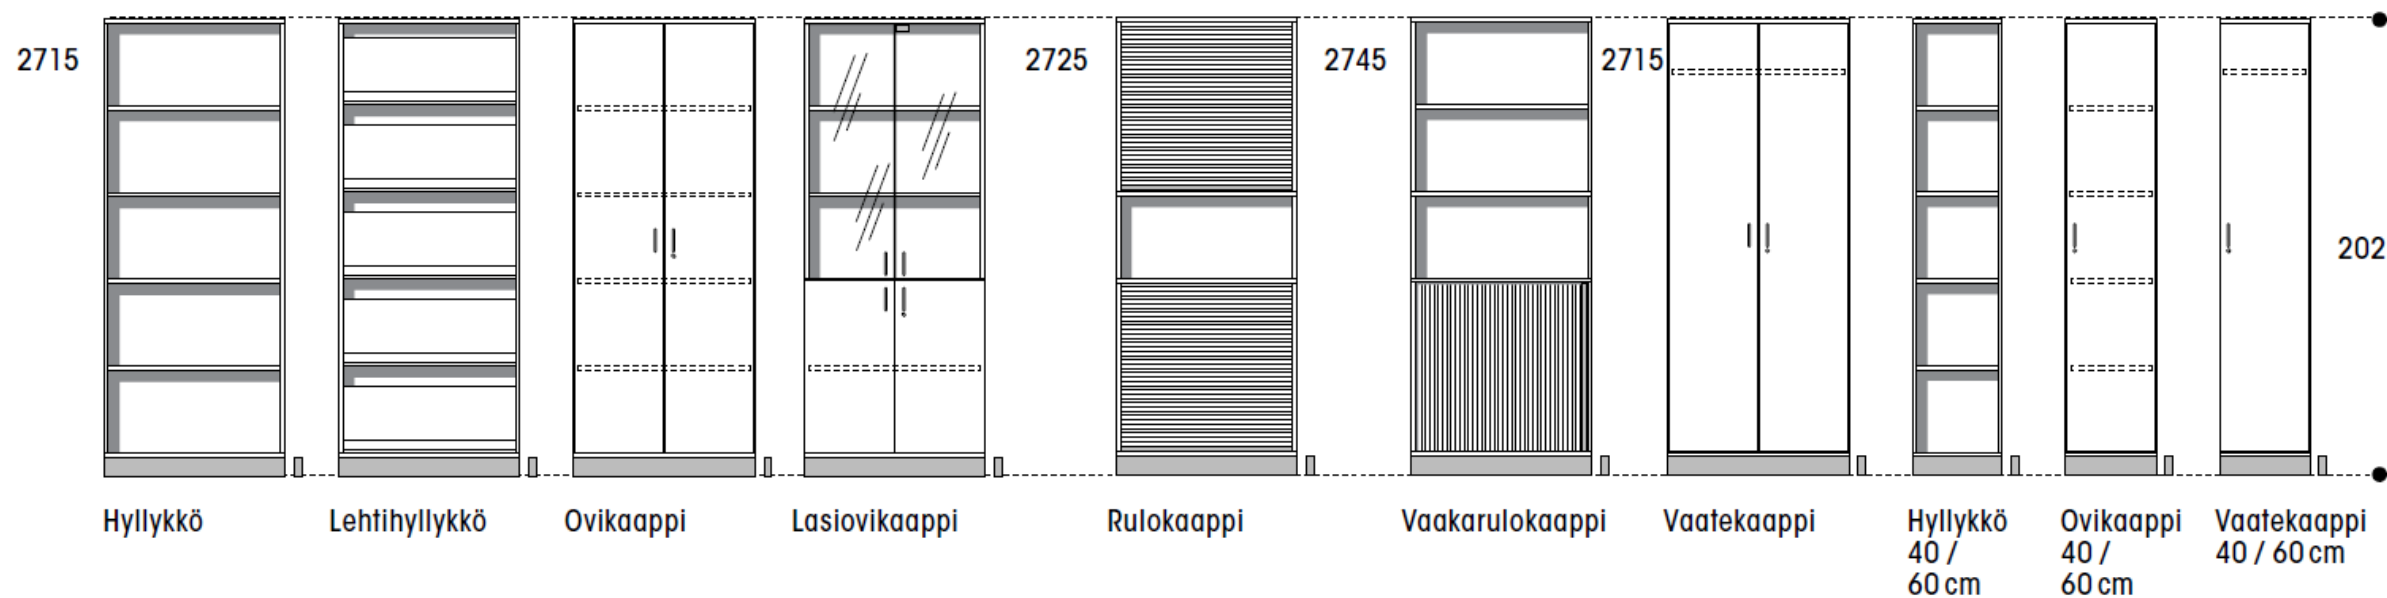 2715
2725
2745
2715
202
Hyllykkö
Lehtihyllykkö
Ovikaappi
Lasiovikaappi
Rulokaappi
Vaakarulokaappi
Vaatekaappi
Hyllykkö
40 /
60 cm
Ovikaappi
40 /
60 cm
Vaatekaappi
40 / 60 cm